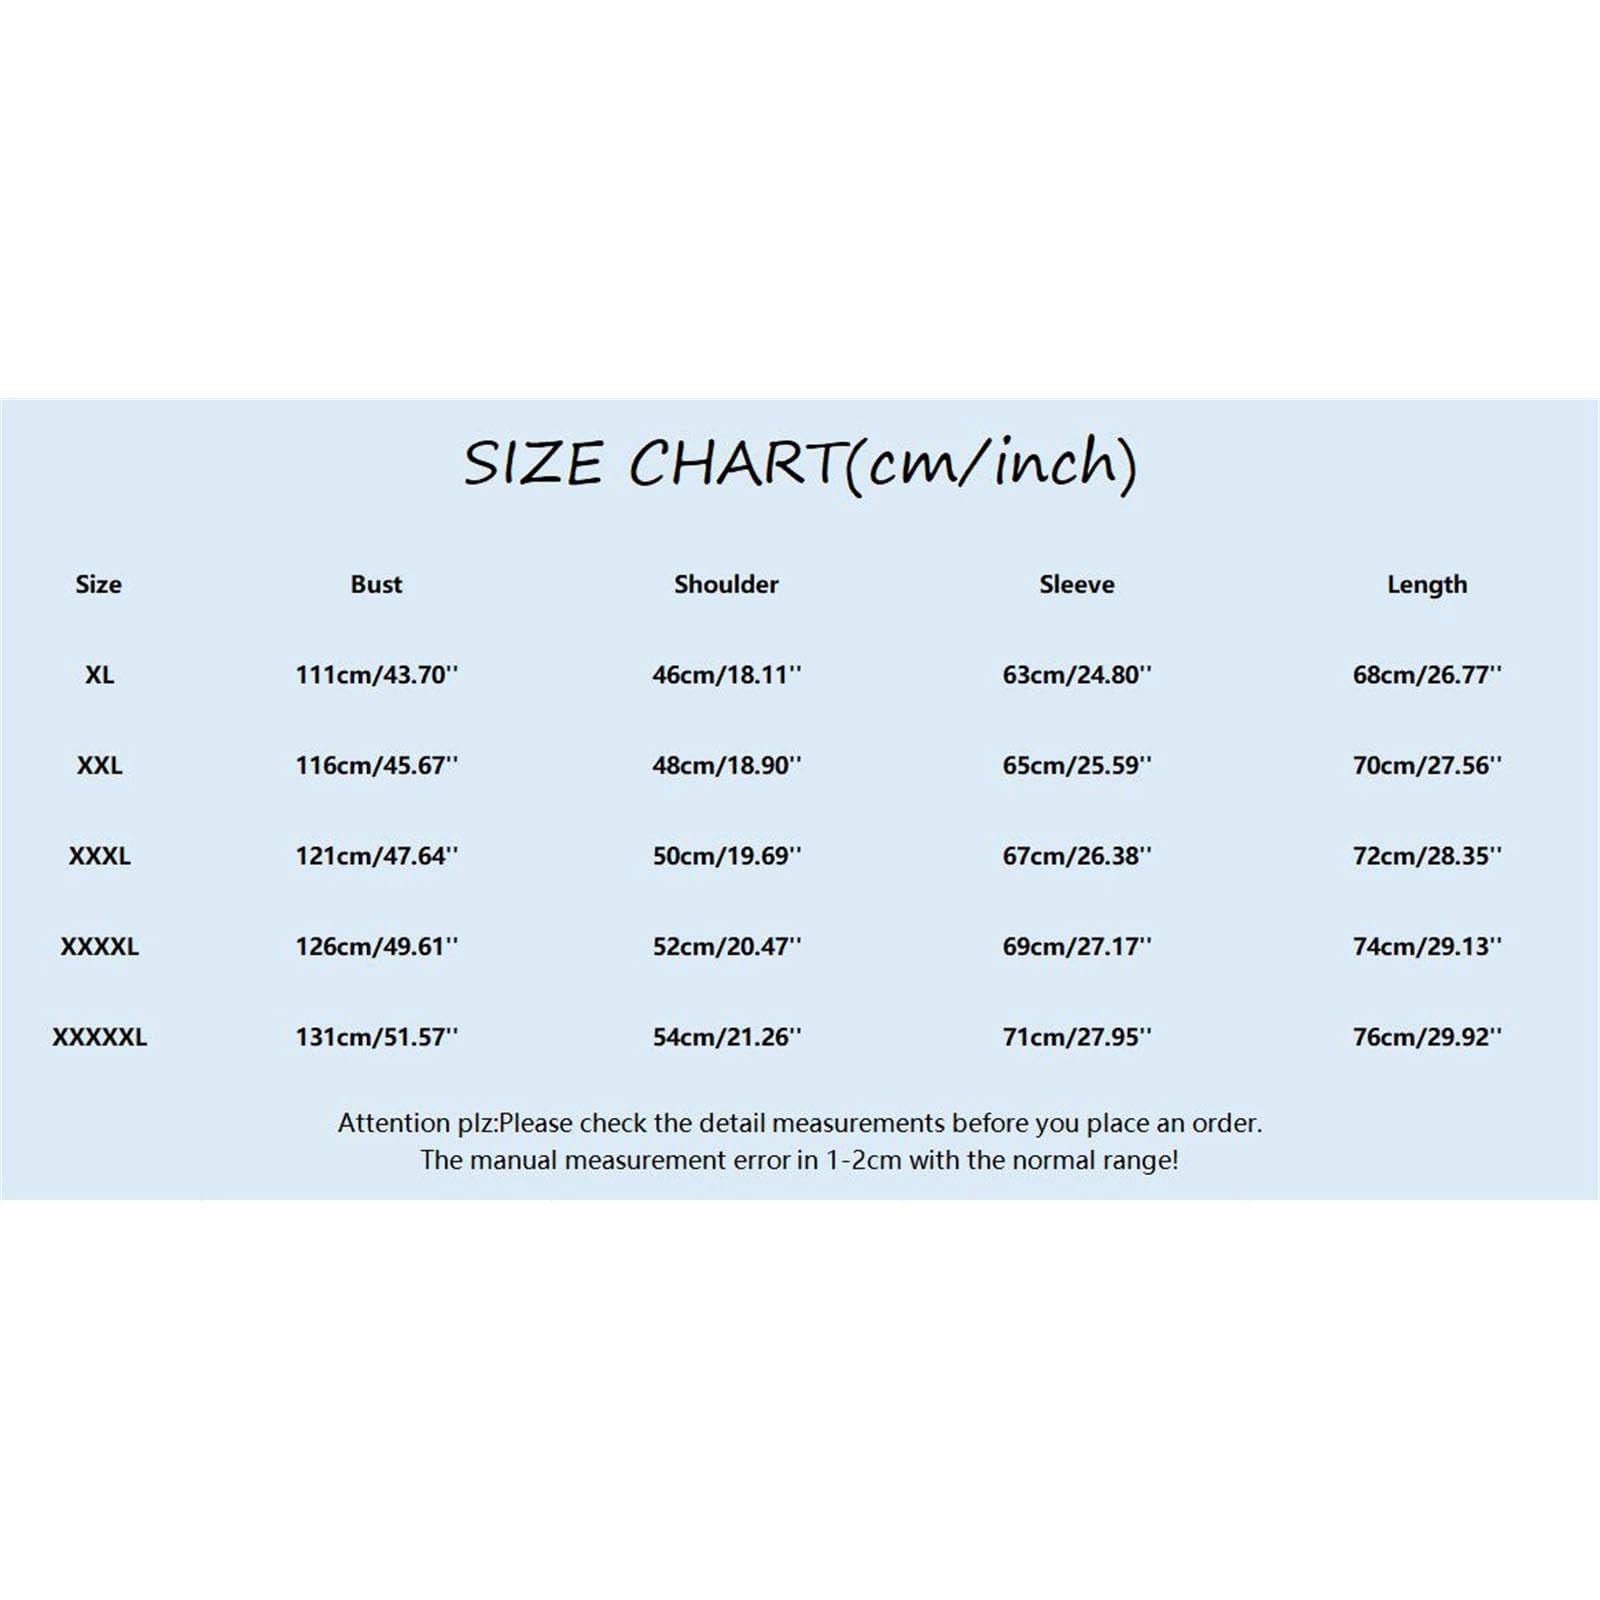 SIZE CHART(cm/inch)
Size Bust Shoulder Sleeve Length
XL 111cm/43.70'' 46cm/18.11'' 63cm/24.80'' 68cm/26.77''
XXL 116cm/45.67'' 48cm/18.90'' 65cm/25.59'' 70cm/27.56''
XXXL 121cm/47.64'' 50cm/19.69'' 67cm/26.38'' 72cm/28.35''
XXXXL 126cm/49.61'' 52cm/20.47'' 69cm/27.17'' 74cm/29.13''
XXXXXL 131cm/51.57'' 54cm/21.26'' 71cm/27.95'' 76cm/29.92''
Attention plz:Please check the detail measurements before you place an order.
The manual measurement error in 1-2cm with the normal range!